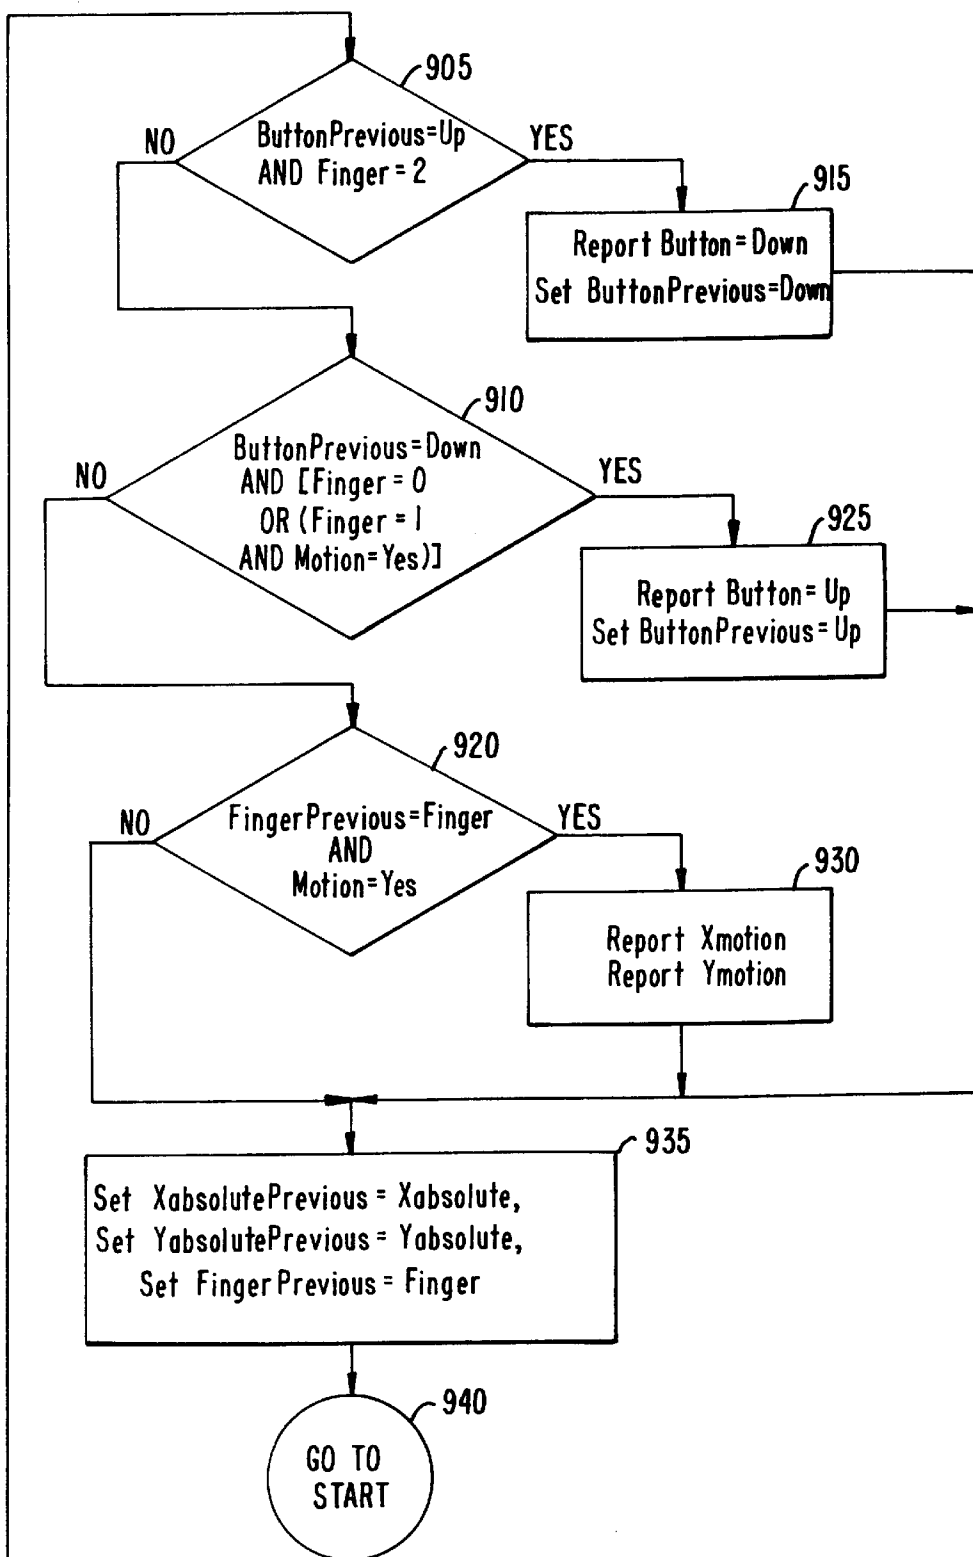 905
NO
YES
ButtonPrevious=Up
AND Finger=2
915
Report Button=Down
Set ButtonPrevious=Down
910
NO
YES
ButtonPrevious=Down
AND [Finger=0
OR (Finger=1
AND Motion=Yes)]
925
Report Button=Up
Set ButtonPrevious=Up
920
NO
YES
FingerPrevious=Finger
AND
Motion=Yes
930
Report Xmotion
Report Ymotion
935
Set XabsolutePrevious = Xabsolute,
Set YabsolutePrevious = Yabsolute,
Set FingerPrevious = Finger
940
GO TO
START